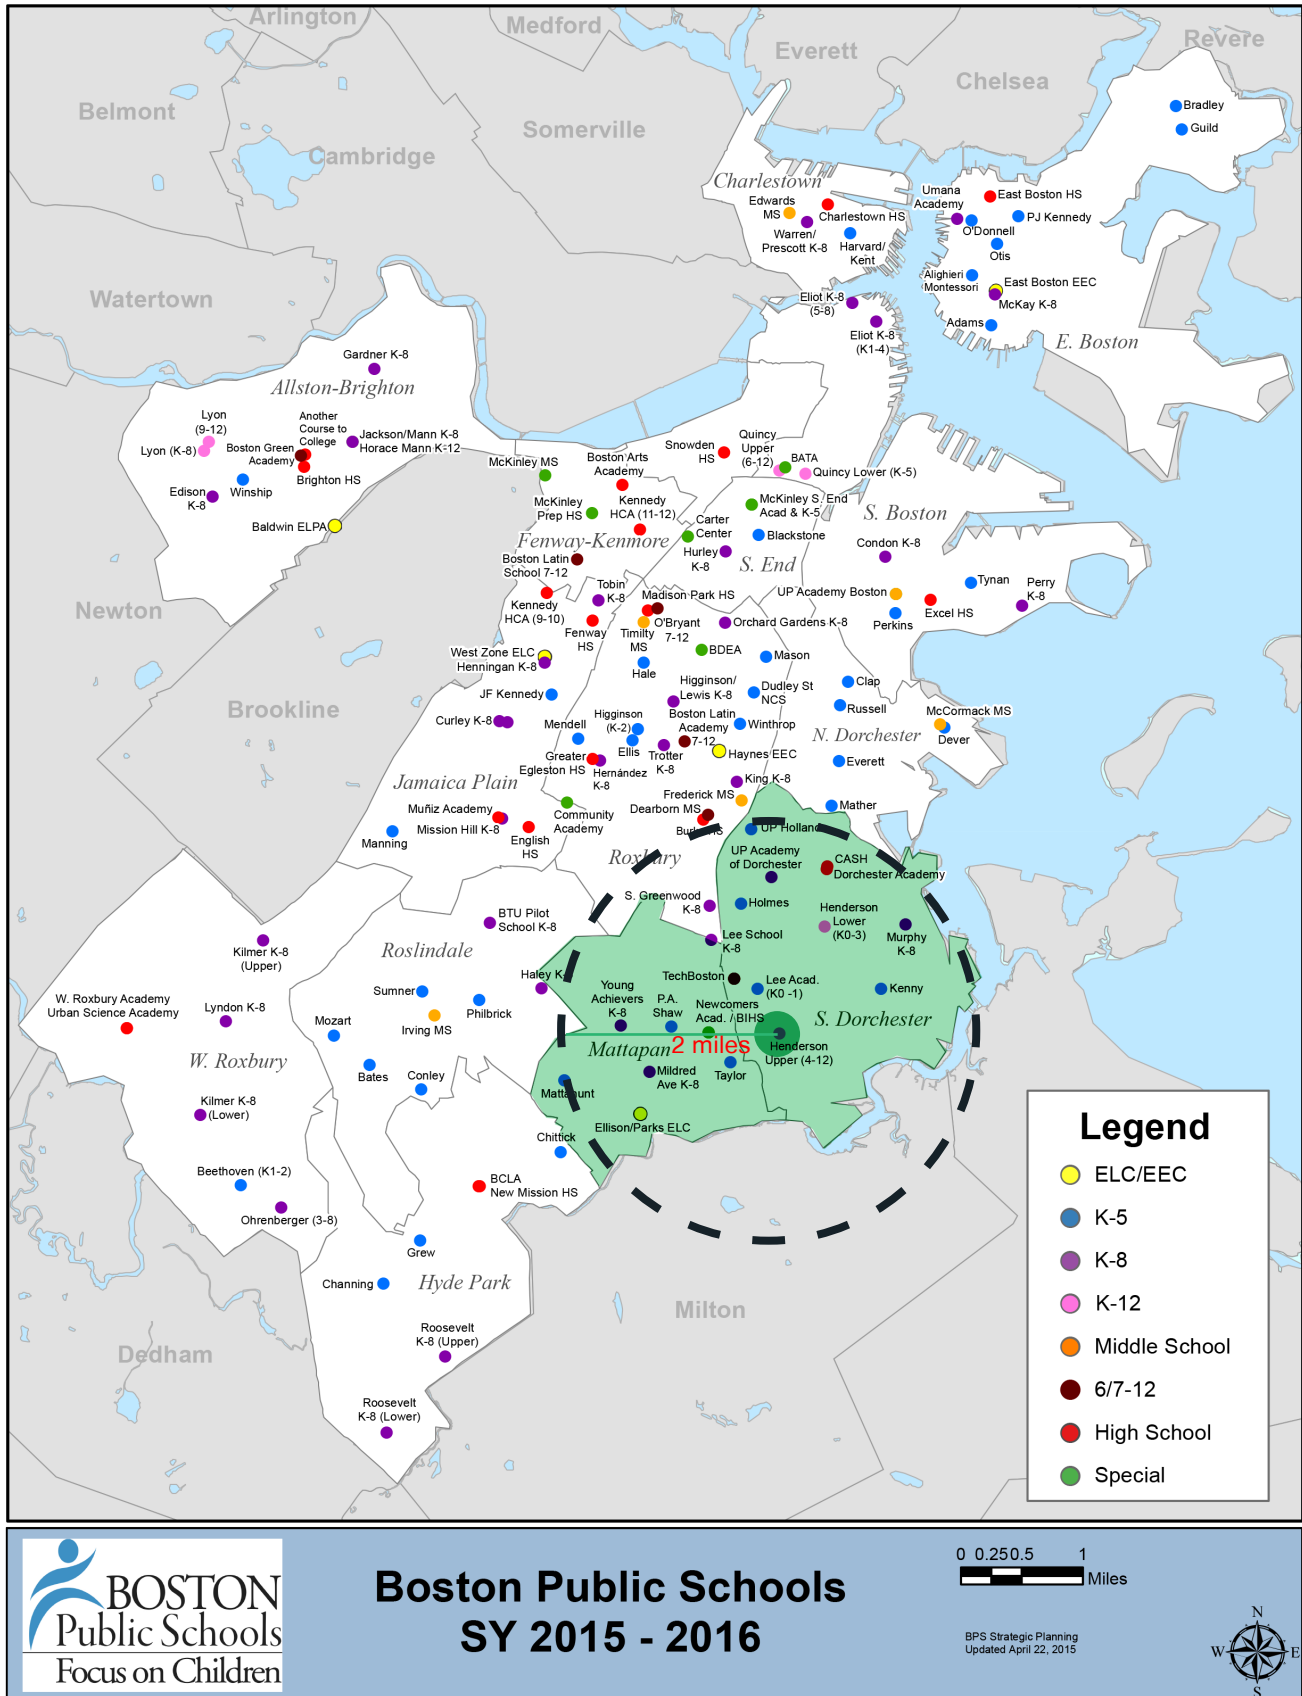 Arlington
Medford
Everett
Revere
Chelsea
Belmont
Somerville
Cambridge
Bradley
Guild
Charlestown
Umana
Academy
East Boston HS
Edwards
MS
Charlestown HS
PJ Kennedy
O'Donnell
Warren/
Prescott K-8
Harvard/
Kent
Otis
Alighieri
Montessori
East Boston EEC
McKay K-8
Watertown
Eliot K-8
(5-8)
Adams
Eliot K-8
(K1-4)
E. Boston
Gardner K-8
Allston-Brighton
Lyon
(9-12)
Another
Course to
College
Lyon (K-8)
Boston Green
Academy
Jackson/Mann K-8
Horace Mann K-12
Brighton HS
Edison
K-8
Winship
Baldwin ELPA
Snowden
HS
Quincy
Upper
(6-12)
BATA
Quincy Lower (K-5)
McKinley MS
Boston Arts
Academy
McKinley
Prep HS
Kennedy
HCA (11-12)
McKinley S. End
Acad & K-5
Carter
Center
Blackstone
S. Boston
Fenway-Kenmore
Hurley
K-8
S. End
Condon K-8
Boston Latin
School 7-12
Tobin
K-8
Madison Park HS
UP Academy Boston
Tynan
Perry
K-8
Newton
Kennedy
HCA (9-10)
Fenway
HS
Timilty
MS
O'Bryant
7-12
Orchard Gardens K-8
Perkins
Excel HS
West Zone ELC
Hennigan K-8
BDEA
Mason
Hale
JF Kennedy
Higginson/
Lewis K-8
Dudley St
NCS
Clap
Brookline
Curley K-8
Mendell
Higginson
(K-2)
Boston Latin
Academy
7-12
Winthrop
Russell
McCormack MS
Dever
N. Dorchester
Ellis
Trotter
K-8
Haynes EEC
Greater
Egleston HS
Hernández
K-8
Everett
Jamaica Plain
King K-8
Frederick MS
Muñiz Academy
Mission Hill K-8
Community
Academy
Dearborn MS
Burke HS
Mather
Manning
English
HS
UP Holland
Roxbury
UP Academy
of Dorchester
CASH
Dorchester Academy
S. Greenwood
K-8
Holmes
Henderson
Lower
(K0-3)
Murphy
K-8
BTU Pilot
School K-8
Kilmer K-8
(Upper)
Roslindale
Lee School
K-8
Haley K-
TechBoston
Lee Acad.
(K0 -1)
Kenny
Sumner
Young
Achievers
K-8
P.A.
Shaw
Newcomers
Acad. / BIHS
W. Roxbury Academy
Urban Science Academy
Lyndon K-8
Philbrick
Mozart
Irving MS
S. Dorchester
Mattapan
2 miles
Henderson
Upper (4-12)
W. Roxbury
Bates
Conley
Mildred
Ave K-8
Taylor
Mattahunt
Kilmer K-8
(Lower)
Ellison/Parks ELC
Chittick
Beethoven (K1-2)
BCLA
New Mission HS
Ohrenberger (3-8)
Grew
Channing
Hyde Park
Milton
Roosevelt
K-8 (Upper)
Dedham
Roosevelt
K-8 (Lower)
Legend
ELC/EEC
K-5
K-8
K-12
Middle School
6/7-12
High School
Special
BOSTON
Public Schools
Focus on Children
Boston Public Schools
SY 2015 - 2016
0 0.25 0.5 1
Miles
BPS Strategic Planning
Updated April 22, 2015
N
W E
S